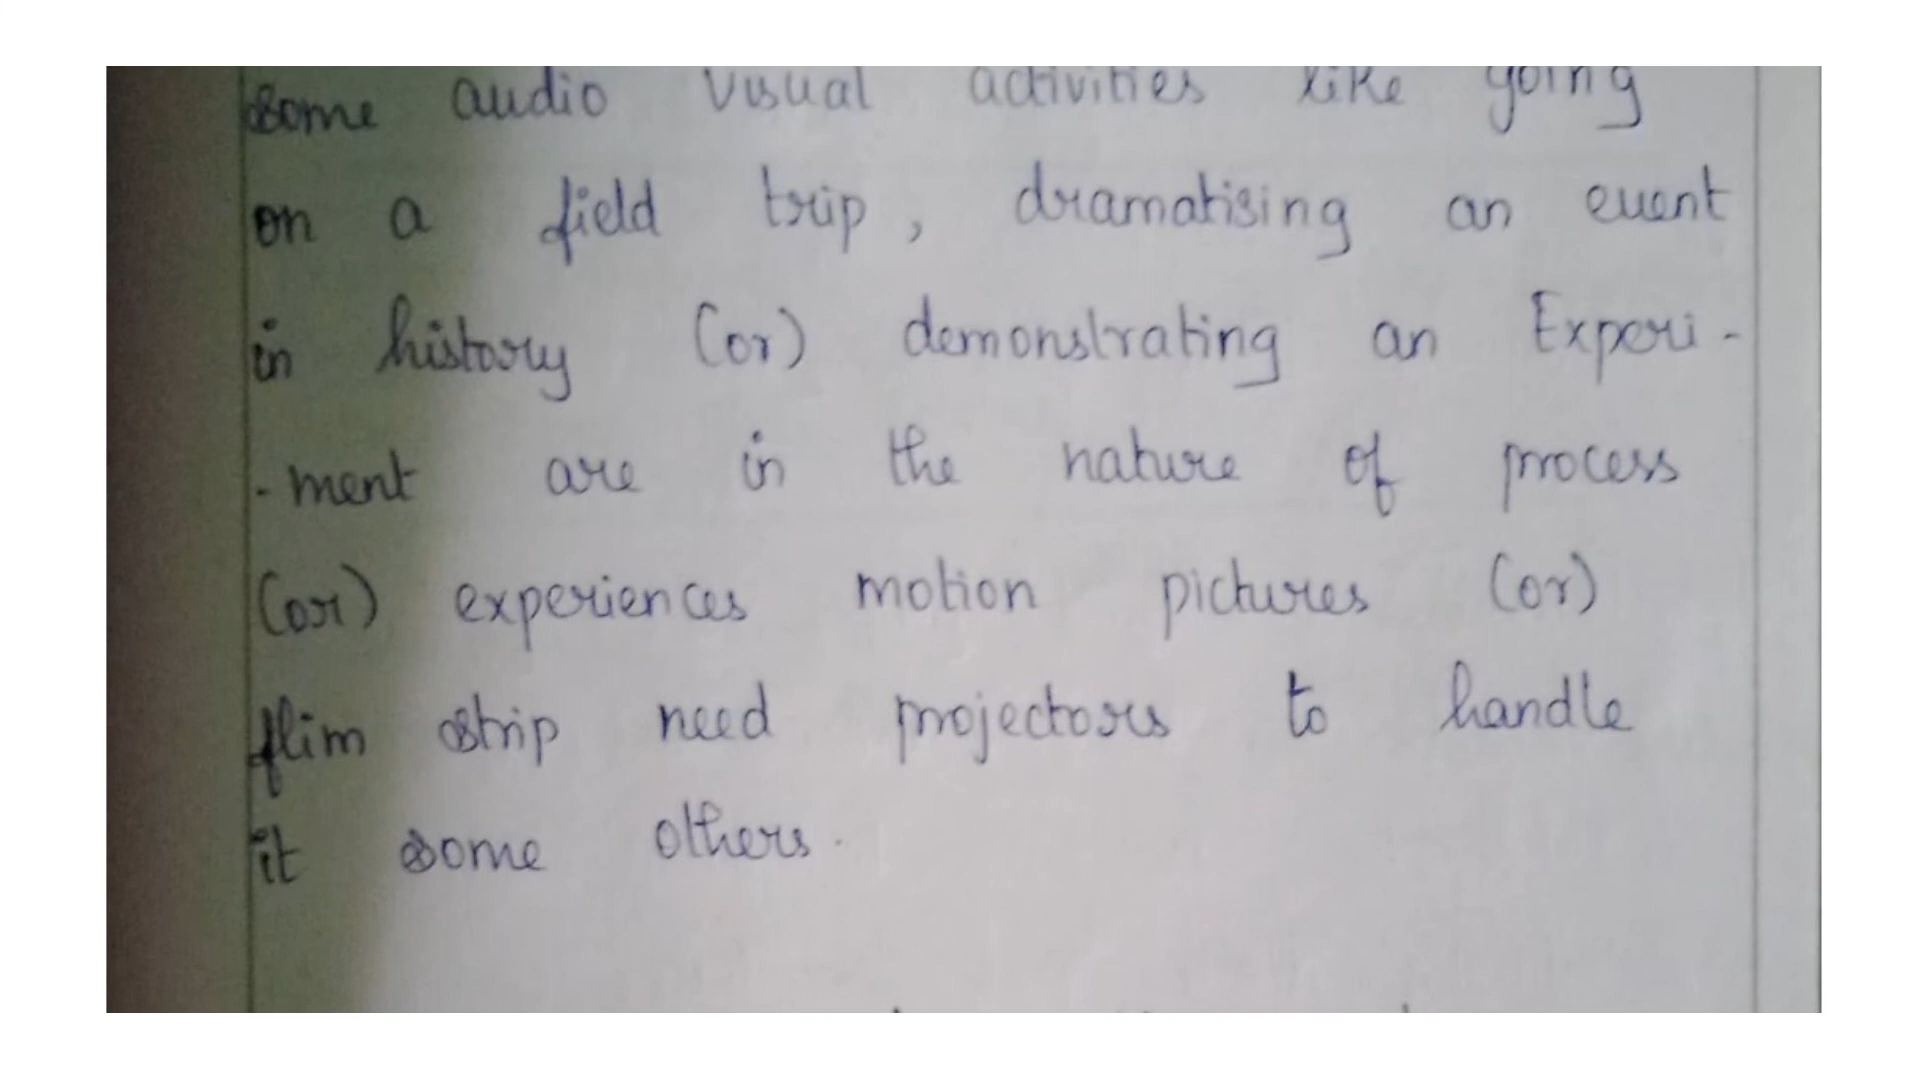 some audio visual activities like going
on a field trip, dramatising an event
in history (or) demonstrating an Experi-
-ment are in the nature of process
(or) experiences motion pictures (or)
flim strip need projectors to handle
it some others.